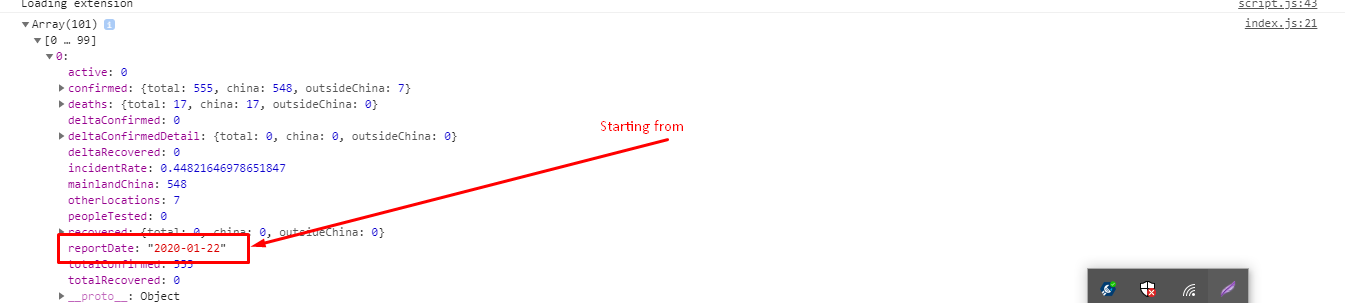 Loading extension script.js:43
Array(101) i index.js:21
[0 … 99]
0:
active: 0
confirmed: {total: 555, china: 548, outsideChina: 7}
deaths: {total: 17, china: 17, outsideChina: 0}
deltaConfirmed: 0
Starting from
deltaConfirmedDetail: {total: 0, china: 0, outsideChina: 0}
deltaRecovered: 0
incidentRate: 0.44821646978651847
mainlandChina: 548
otherLocations: 7
peopleTested: 0
recovered: {total: 0, china: 0, outsideChina: 0}
reportDate: "2020-01-22"
totalConfirmed: 555
totalRecovered: 0
__proto__: Object